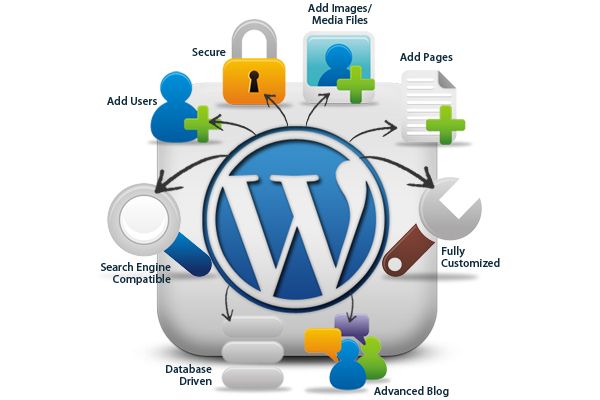 Add Images/
Media Files
Secure
Add Pages
Add Users
W
Fully
Customized
Search Engine
Compatible
Database
Driven
Advanced Blog